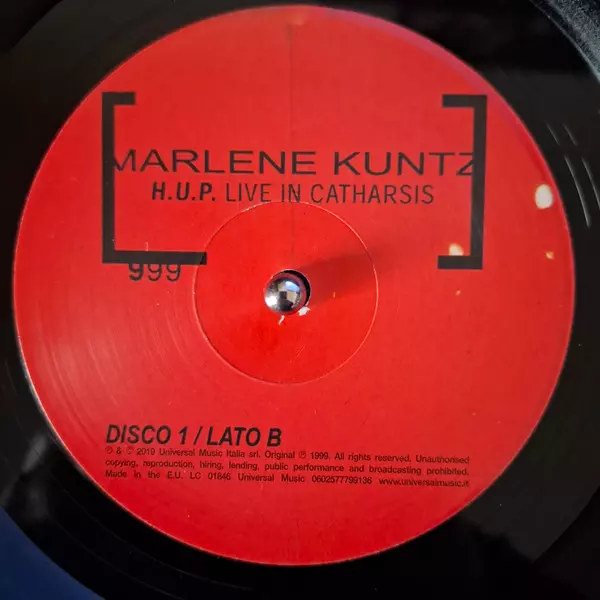 MARLENE KUNTZ
H.U.P. LIVE IN CATHARSIS
999
DISCO 1 / LATO B
℗ & © 2019 Universal Music Italia srl. Original ℗ 1999. All rights reserved. Unauthorised
copying, reproduction, hiring, lending, public performance and broadcasting prohibited.
Made in the E.U. LC 01846 Universal Music 0602577799136 www.universalmusic.it